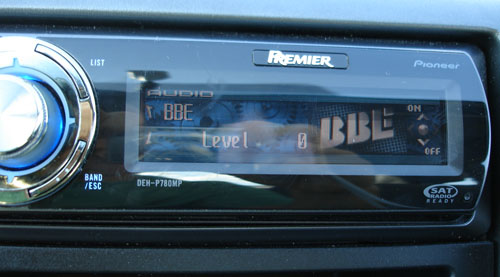 PREMIER
Pioneer
LIST
AUDIO
BBE
ON
Level 0
BBE
OFF
BAND
/ESC
DEH-P780MP
SAT
RADIO
READY